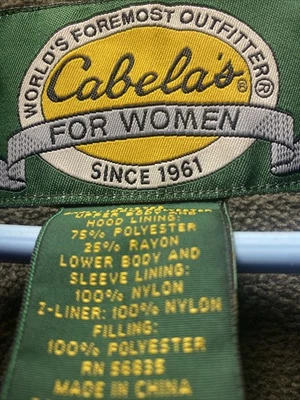 WORLD'S FOREMOST OUTFITTER®
Cabela's®
FOR WOMEN
SINCE 1961
HOOD LINING:
75% POLYESTER
25% RAYON
LOWER BODY AND
SLEEVE LINING:
100% NYLON
Z-LINER: 100% NYLON
FILLING:
100% POLYESTER
RN 56835
MADE IN CHINA